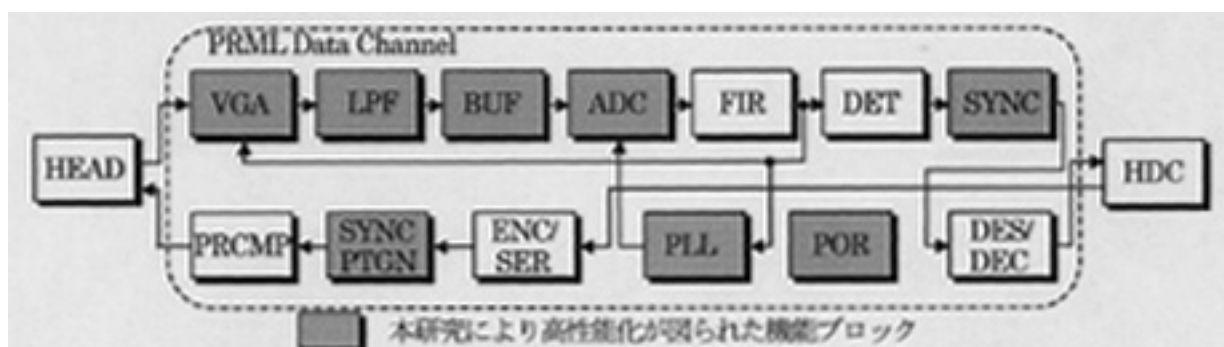 PRML Data Channel
VGA
LPF
BUF
ADC
FIR
DET
SYNC
HEAD
HDC
PRCMP
SYNC
PTGN
ENC/
SER
PLL
POR
DES/
DEC
本研究により高性能化が図られた機能ブロック